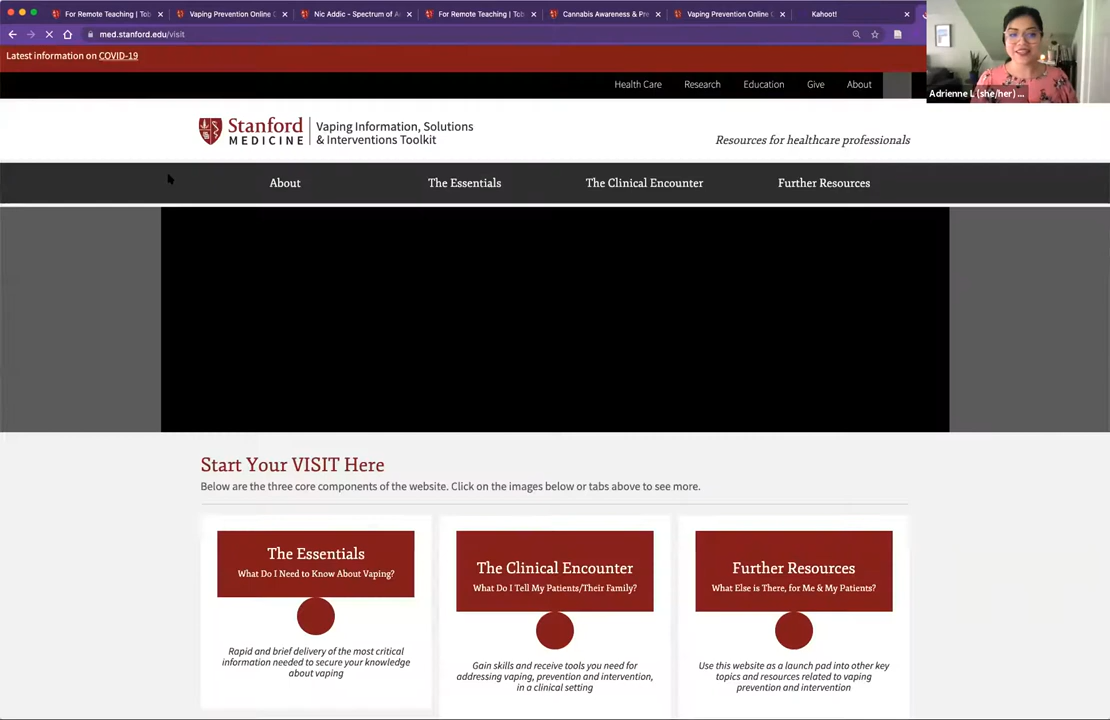 For Remote Teaching | Tob
Vaping Prevention Online C
Nic Addic - Spectrum of A
For Remote Teaching | Tob
Cannabis Awareness & Pre
Vaping Prevention Online C
Kahoot!
med.stanford.edu/visit
Latest information on COVID-19
Health Care
Research
Education
Give
About
Adrienne L (she/her) ...
Stanford
MEDICINE
Vaping Information, Solutions
& Interventions Toolkit
Resources for healthcare professionals
About
The Essentials
The Clinical Encounter
Further Resources
Start Your VISIT Here
Below are the three core components of the website. Click on the images below or tabs above to see more.
The Essentials
What Do I Need to Know About Vaping?
Rapid and brief delivery of the most critical
information needed to secure your knowledge
about vaping
The Clinical Encounter
What Do I Tell My Patients/Their Family?
Gain skills and receive tools you need for
addressing vaping, prevention and intervention,
in a clinical setting
Further Resources
What Else is There, for Me & My Patients?
Use this website as a launch pad into other key
topics and resources related to vaping
prevention and intervention